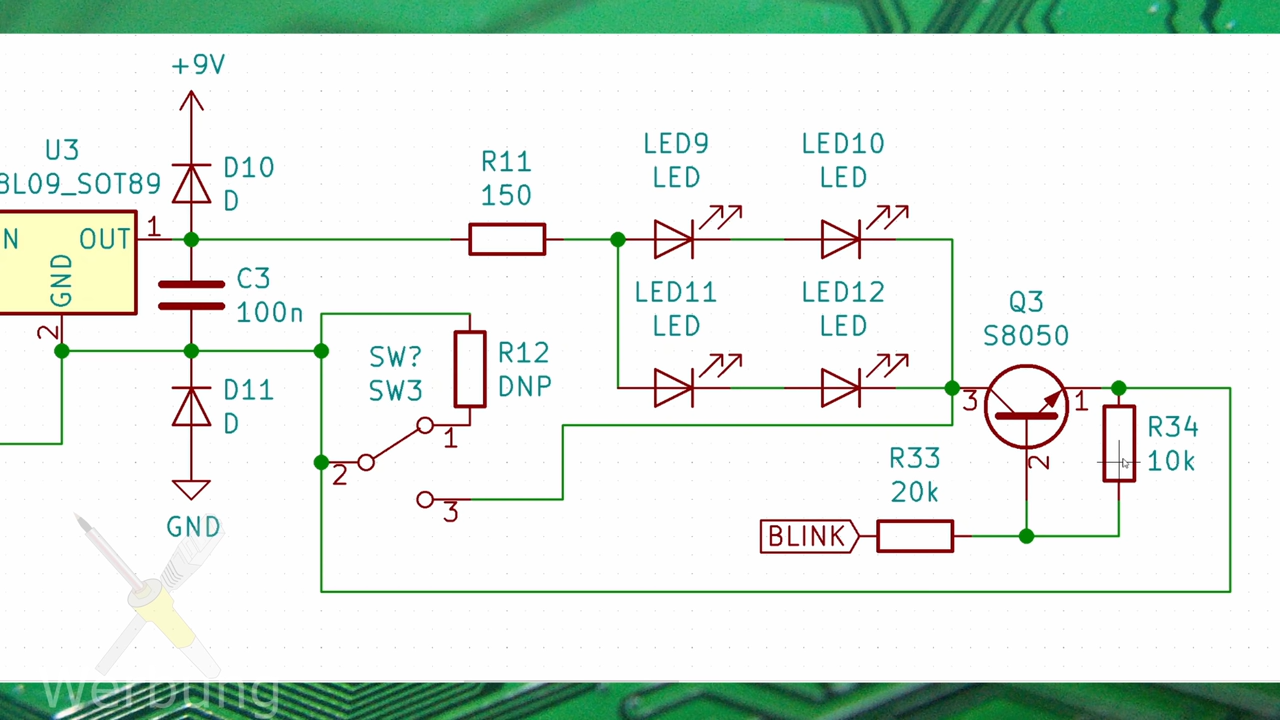 +9V
U3
8L09_SOT89
N
OUT
1
GND
2
D10
D
C3
100n
D11
D
GND
R11
150
LED9
LED
LED10
LED
LED11
LED
LED12
LED
SW?
SW3
R12
DNP
1
2
3
Q3
S8050
3
1
2
R34
10k
R33
20k
BLINK
werbung